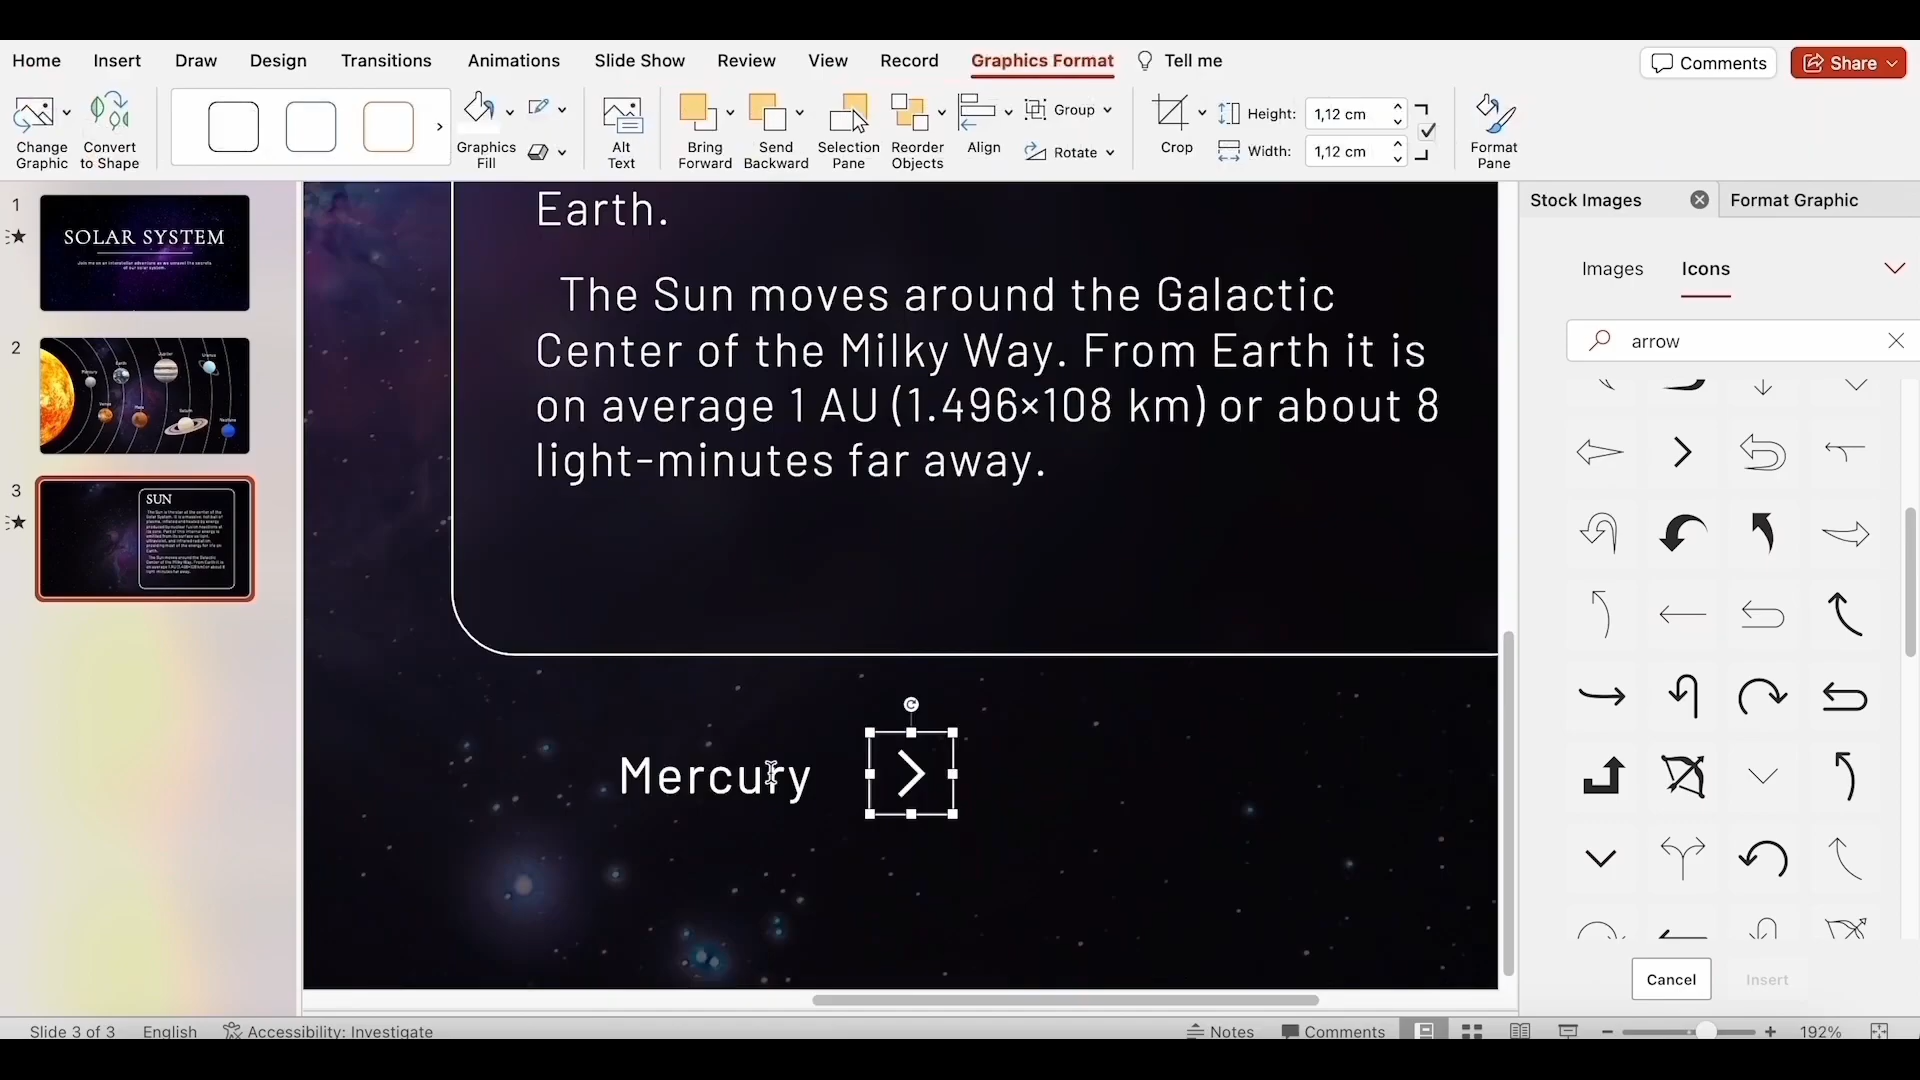 Home Insert Draw Design Transitions Animations Slide Show Review View Record Graphics Format Tell me Comments Share
Change Graphic
Convert to Shape
Graphics Fill
Alt Text
Bring Forward
Send Backward
Selection Pane
Reorder Objects
Align
Group
Rotate
Crop
Height: 1,12 cm
Width: 1,12 cm
Format Pane
1
SOLAR SYSTEM
2
3
SUN
Earth.
The Sun moves around the Galactic
Center of the Milky Way. From Earth it is
on average 1 AU (1.496×108 km) or about 8
light-minutes far away.
Mercury
Stock Images Format Graphic
Images Icons
arrow
Cancel Insert
Slide 3 of 3 English Accessibility: Investigate Notes Comments 192%